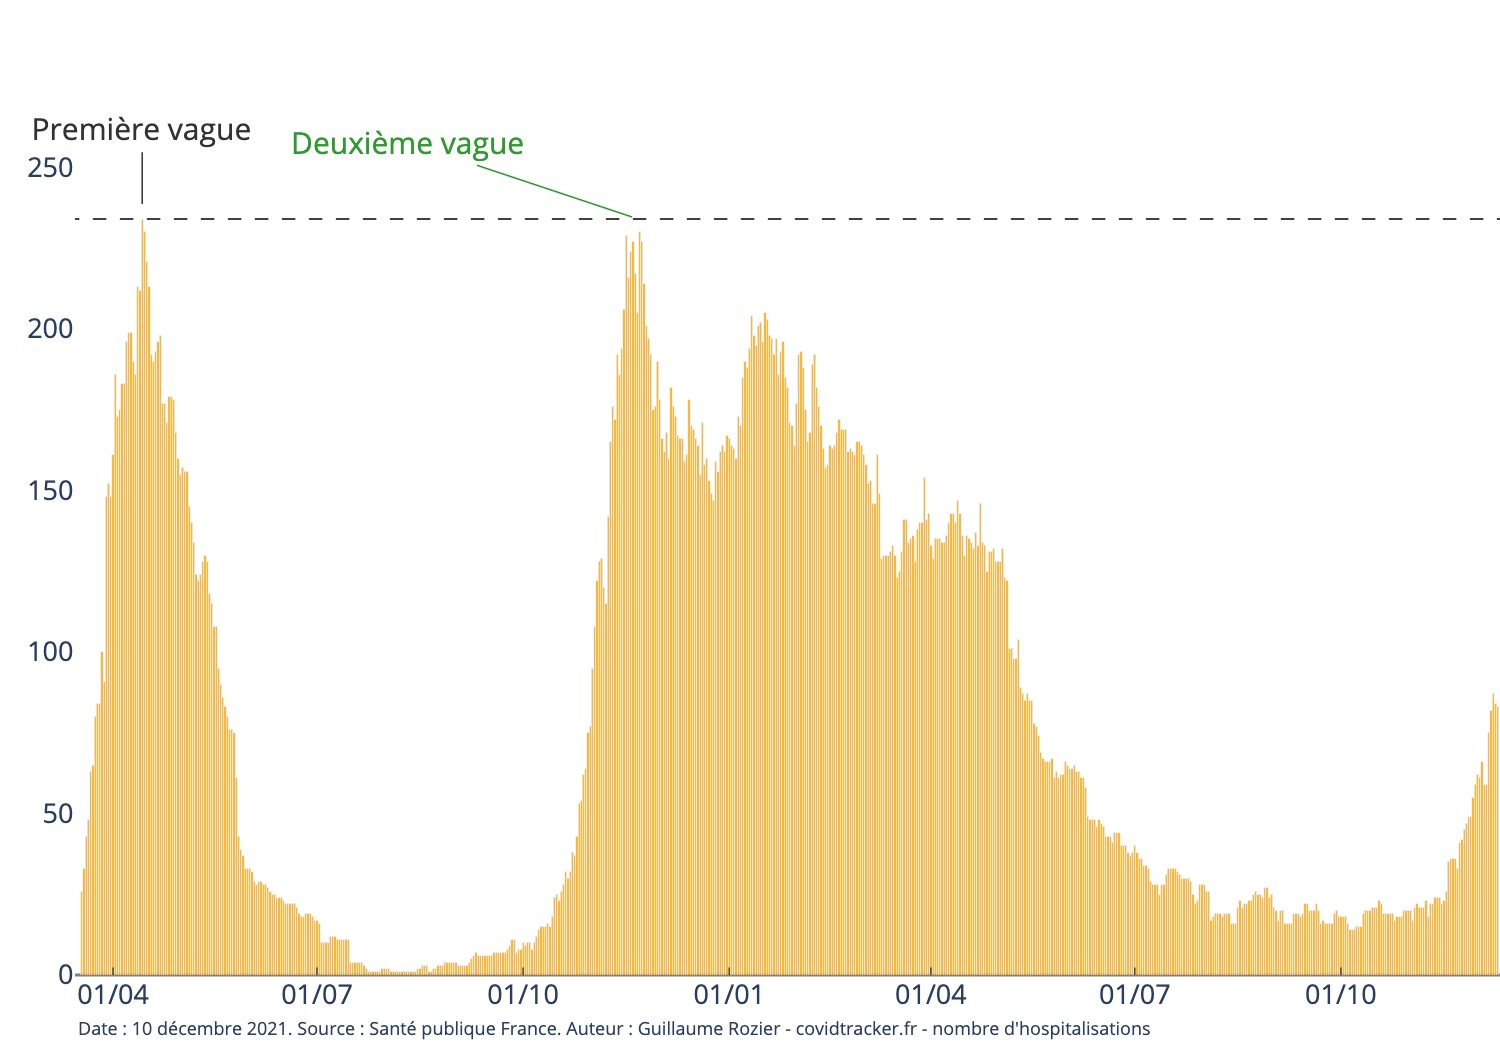 Première vague
Deuxième vague
250
200
150
100
50
0
01/04 01/07 01/10 01/01 01/04 01/07 01/10
Date : 10 décembre 2021. Source : Santé publique France. Auteur : Guillaume Rozier - covidtracker.fr - nombre d'hospitalisations